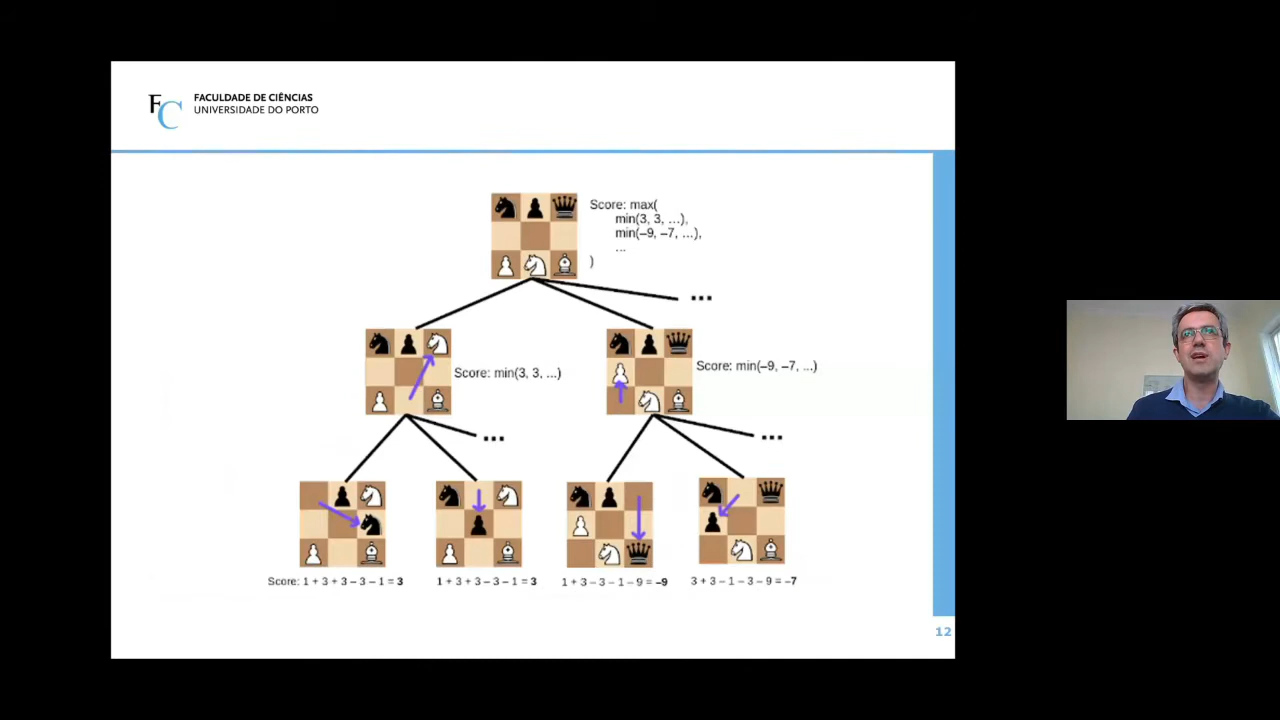 FC
FACULDADE DE CIÊNCIAS
UNIVERSIDADE DO PORTO
Score: max(
min(3, 3, ...),
min(–9, –7, ...),
...
)
...
Score: min(3, 3, ...)
Score: min(–9, –7, ...)
...
...
Score: 1 + 3 + 3 – 3 – 1 = 3
1 + 3 + 3 – 3 – 1 = 3
1 + 3 – 3 – 1 – 9 = –9
3 + 3 – 1 – 3 – 9 = –7
12